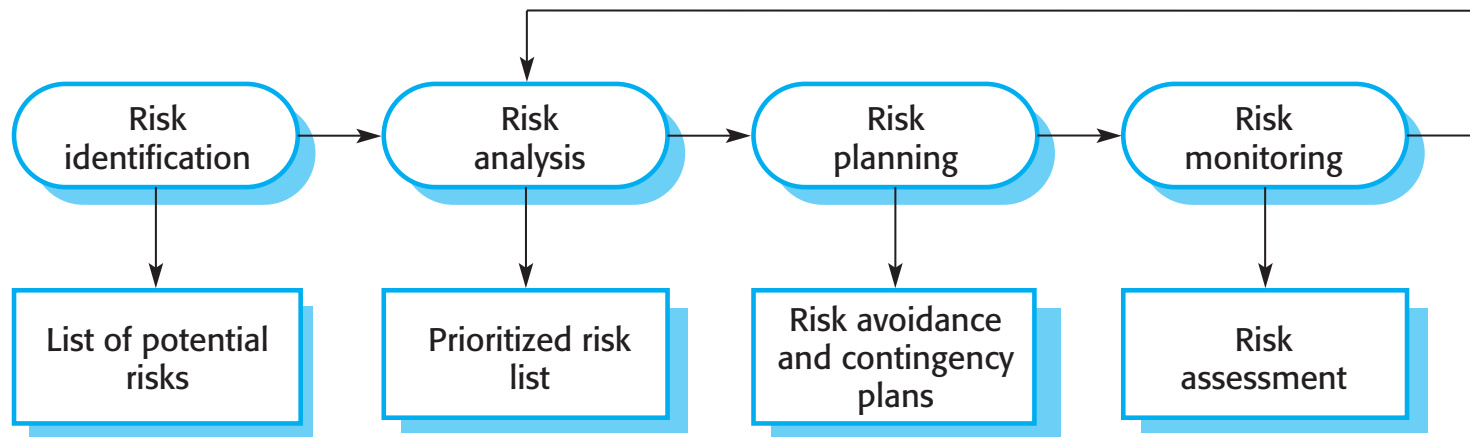 Risk
identification
Risk
analysis
Risk
planning
Risk
monitoring
List of potential
risks
Prioritized risk
list
Risk avoidance
and contingency
plans
Risk
assessment